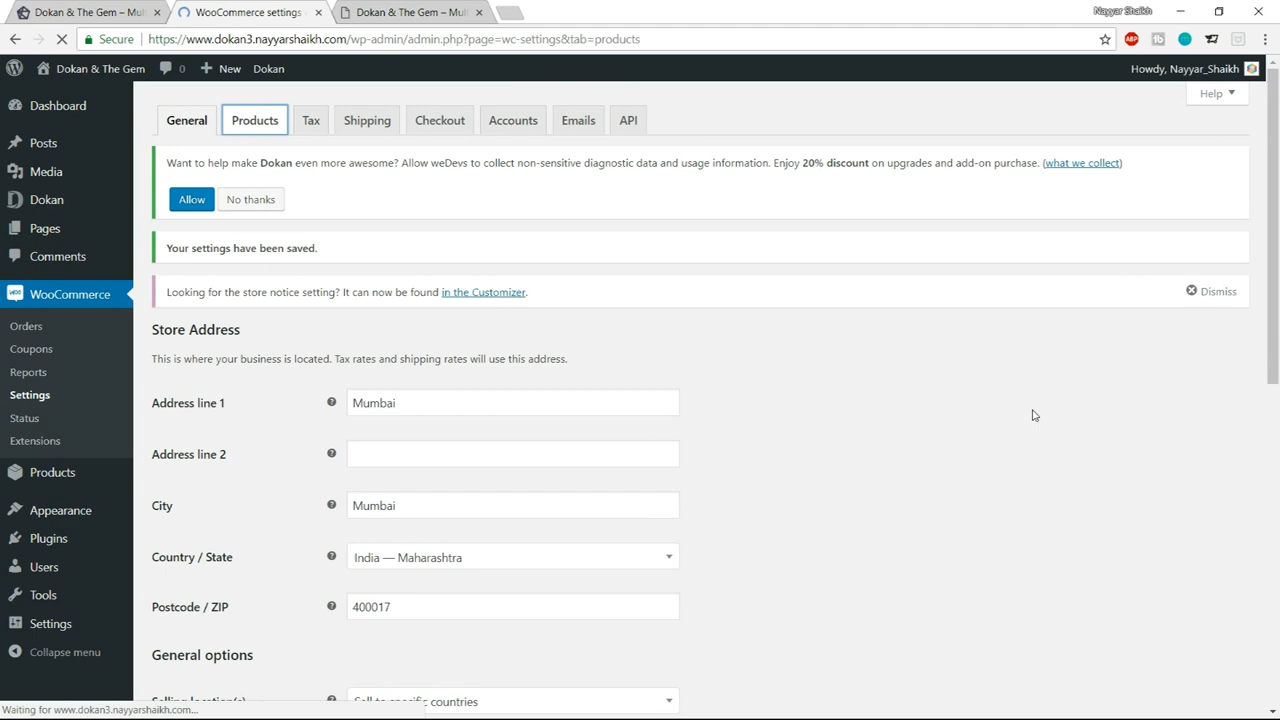 Dokan & The Gem – Mul
WooCommerce settings
Dokan & The Gem – Mul
Nayyar Shaikh
Secure https://www.dokan3.nayyarshaikh.com/wp-admin/admin.php?page=wc-settings&tab=products
ABP
Dokan & The Gem 0 New Dokan Howdy, Nayyar_Shaikh
Help
General Products Tax Shipping Checkout Accounts Emails API
Dashboard
Posts
Media
Dokan
Pages
Comments
WooCommerce
Orders
Coupons
Reports
Settings
Status
Extensions
Products
Appearance
Plugins
Users
Tools
Settings
Collapse menu
Want to help make Dokan even more awesome? Allow weDevs to collect non-sensitive diagnostic data and usage information. Enjoy 20% discount on upgrades and add-on purchase. (what we collect)
Allow No thanks
Your settings have been saved.
Looking for the store notice setting? It can now be found in the Customizer. Dismiss
Store Address
This is where your business is located. Tax rates and shipping rates will use this address.
Address line 1 Mumbai
Address line 2
City Mumbai
Country / State India — Maharashtra
Postcode / ZIP 400017
General options
Selling location(s) Sell to specific countries
Waiting for www.dokan3.nayyarshaikh.com...